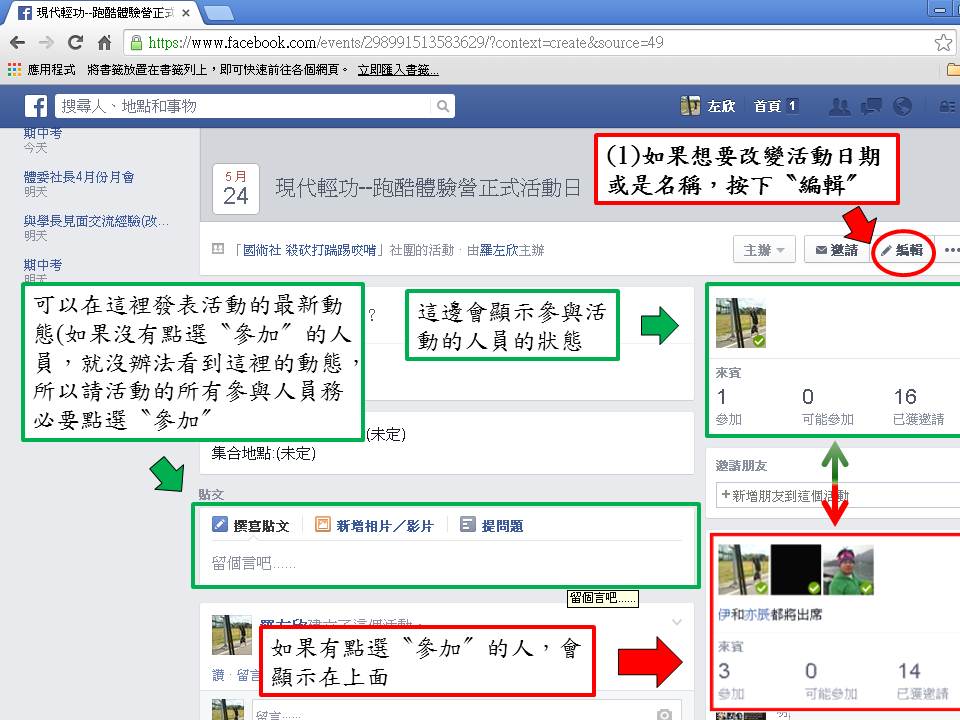 現代輕功--跑酷體驗營正式
https://www.facebook.com/events/298991513583629/?context=create&source=49
應用程式 將書籤放置在書籤列上，即可快速前往各個網頁。 立即匯入書籤...
搜尋人、地點和事物
左欣 首頁 1
期中考
今天
體委社長4月份月會
明天
與學長見面交流經驗(改...
明天
期中考
明天
5月
24
現代輕功--跑酷體驗營正式活動日
(1)如果想要改變活動日期
或是名稱，按下〝編輯〞
「國術社 殺砍打踹踢咬啃」社團的活動 · 由羅左欣主辦
主辦 邀請 編輯
可以在這裡發表活動的最新動
態(如果沒有點選〝參加〞的人
員，就沒辦法看到這裡的動態，
所以請活動的所有參與人員務
必要點選〝參加〞
?
這邊會顯示參與活
動的人員的狀態
來賓
1 0 16
參加 可能參加 已獲邀請
(未定)
集合地點:(未定)
邀請朋友
+新增朋友到這個活動
貼文
撰寫貼文 新增相片／影片 提問題
留個言吧......
留個言吧......
伊和亦辰都將出席
來賓
3 0 14
參加 可能參加 已獲邀請
羅左欣建立了這個活動。
讚 · 留言
如果有點選〝參加〞的人，會
顯示在上面
留言......